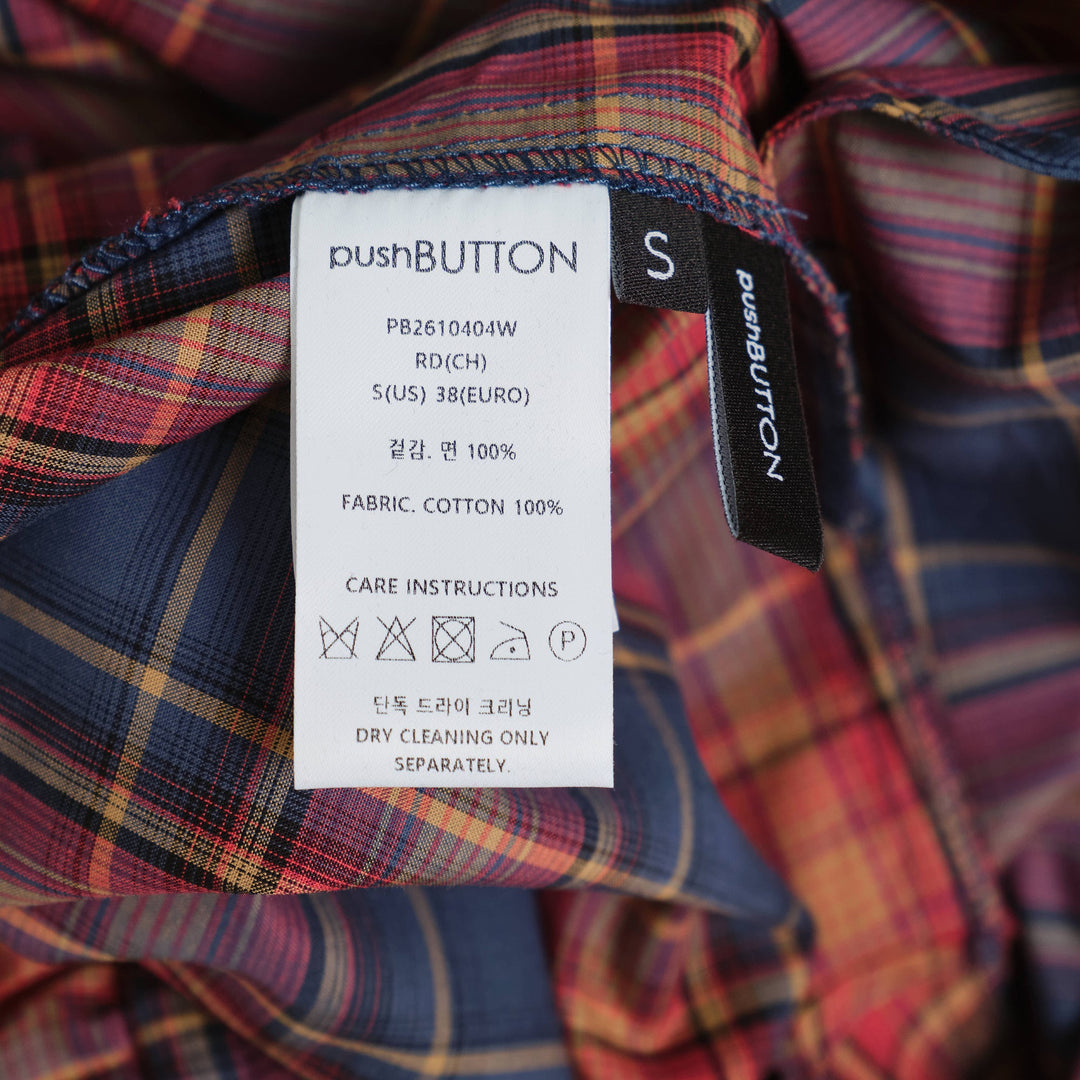 pushBUTTON
PB2610404W
RD(CH)
S(US) 38(EURO)
겉감. 면 100%
FABRIC. COTTON 100%
CARE INSTRUCTIONS
P
단독 드라이 크리닝
DRY CLEANING ONLY
SEPARATELY.
S
pushBUTTON